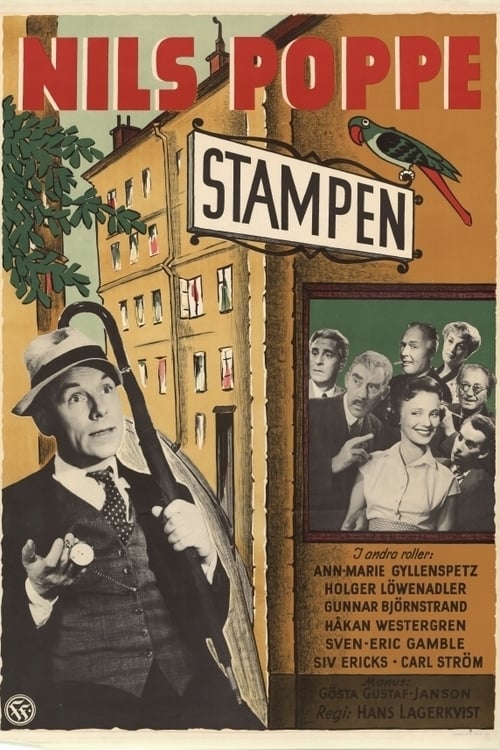 NILS POPPE
STAMPEN
I andra roller:
ANN-MARIE GYLLENSPETZ
HOLGER LÖWENADLER
GUNNAR BJÖRNSTRAND
HÅKAN WESTERGREN
SVEN-ERIC GAMBLE
SIV ERICKS • CARL STRÖM
Manus:
GÖSTA GUSTAF-JANSON
Regi: HANS LAGERKVIST